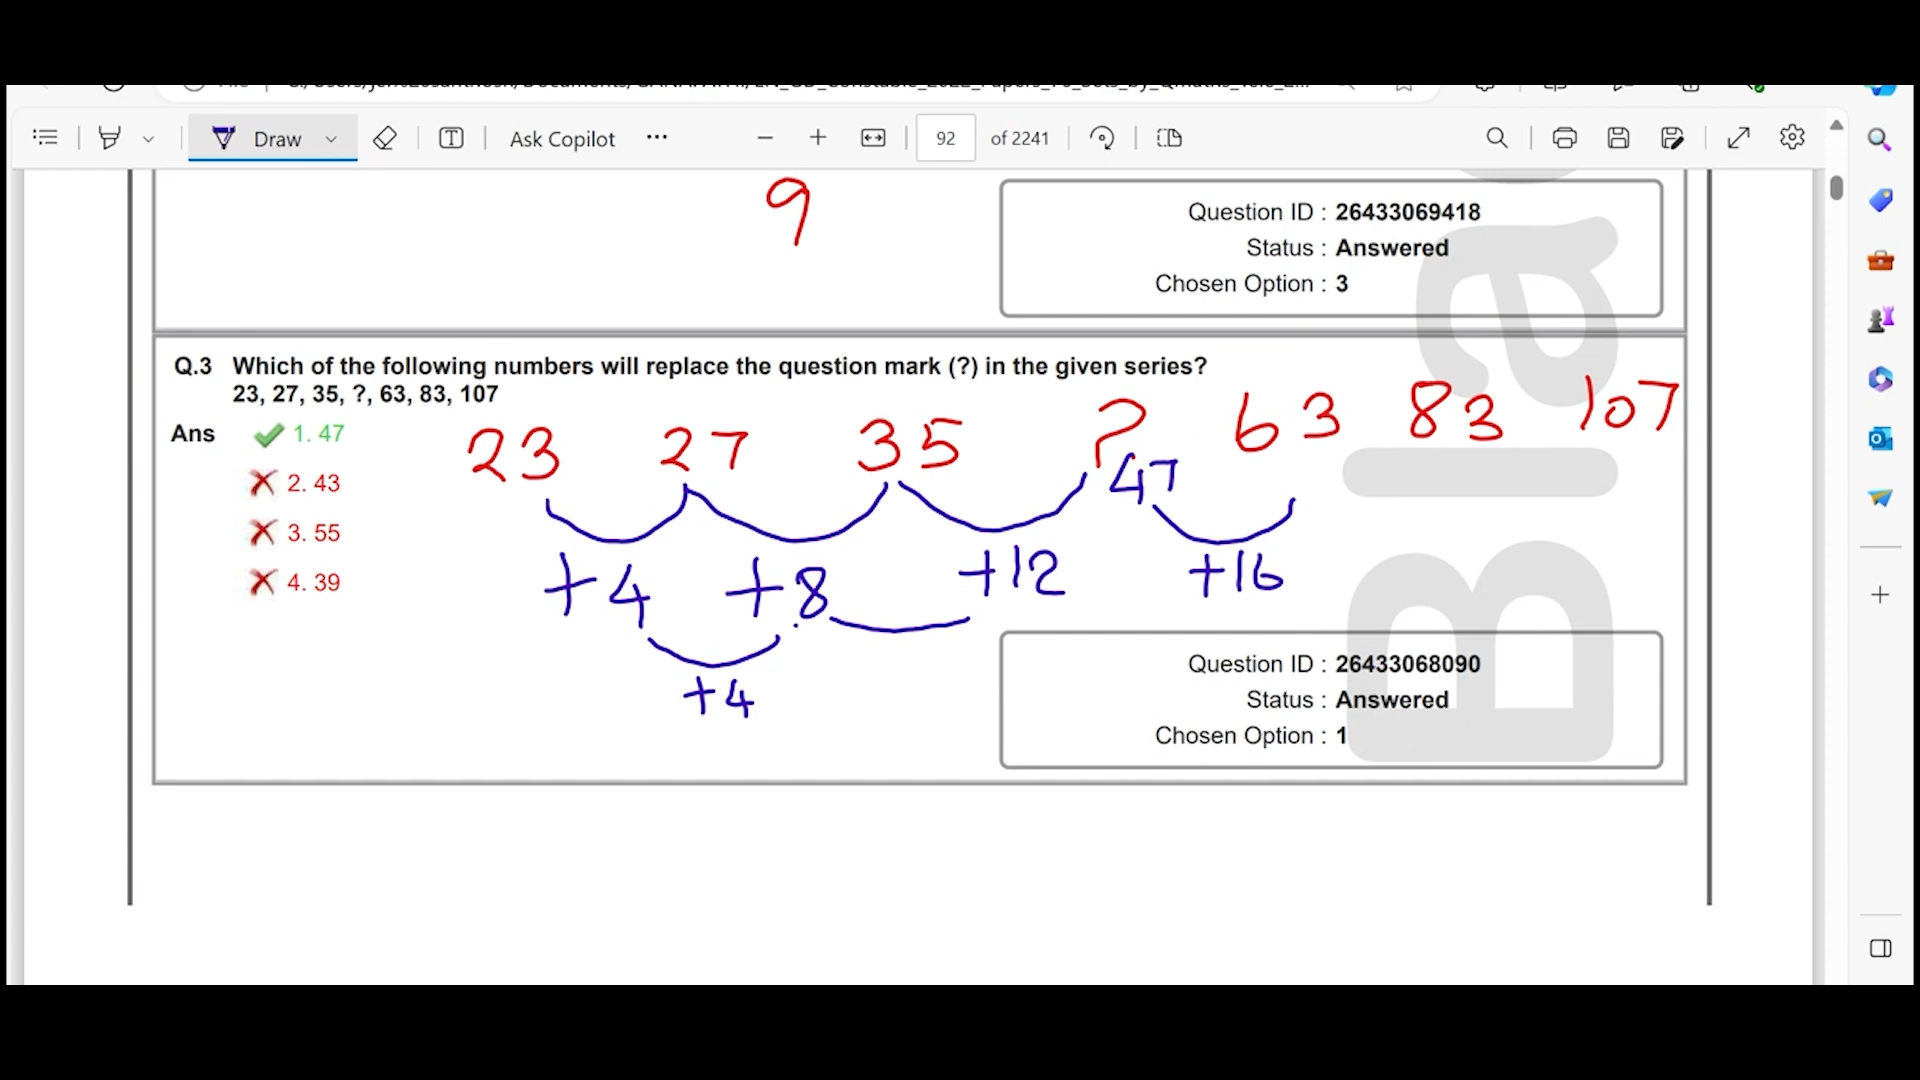 Draw
Ask Copilot
92 of 2241
9
Question ID : 26433069418
Status : Answered
Chosen Option : 3
Q.3 Which of the following numbers will replace the question mark (?) in the given series?
23, 27, 35, ?, 63, 83, 107
Ans 1. 47
2. 43
3. 55
4. 39
23 27 35 ? 63 83 107
47
+4 +8 +12 +16
+4
Question ID : 26433068090
Status : Answered
Chosen Option : 1
Bla